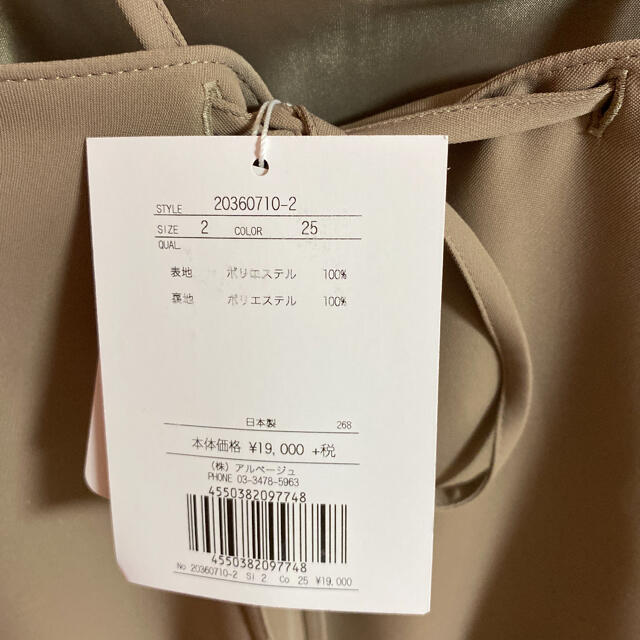 STYLE 20360710-2
SIZE 2 COLOR 25
QUAL
表地 ポリエステル 100%
裏地 ポリエステル 100%
日本製 268
本体価格 ¥19,000 +税
(株) アルページュ
PHONE 03-3478-5963
4550382097748
4550382097748
No 20360710-2 Si 2 Co 25 ¥19,000